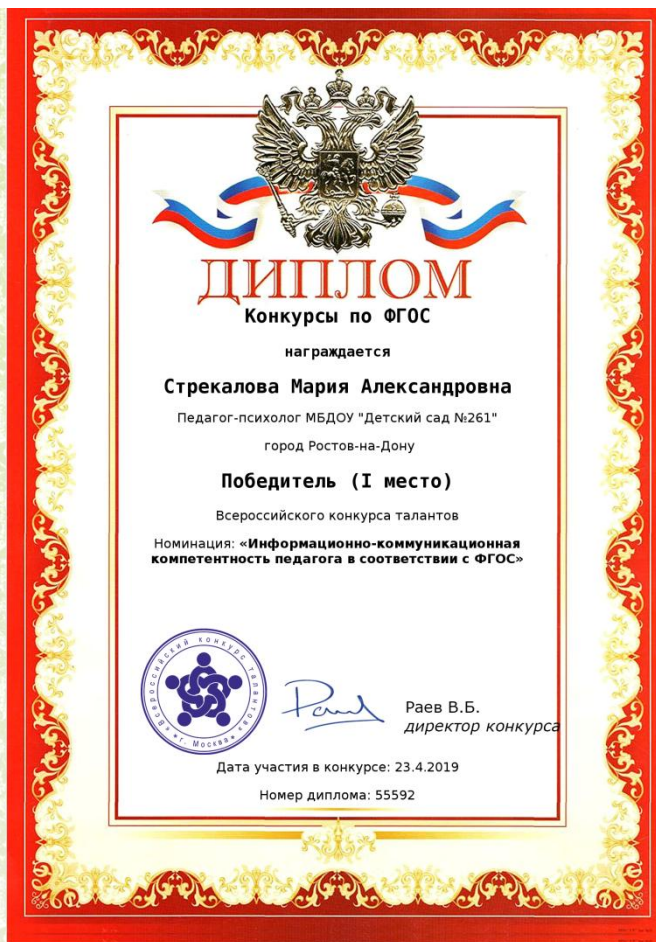 ДИПЛОМ
Конкурсы по ФГОС
награждается
Стрекалова Мария Александровна
Педагог-психолог МБДОУ "Детский сад №261"
город Ростов-на-Дону
Победитель (I место)
Всероссийского конкурса талантов
Номинация: «Информационно-коммуникационная
компетентность педагога в соответствии с ФГОС»
«Всероссийский конкурс талантов»
* г. Москва *
Раев В.Б.
директор конкурса
Дата участия в конкурсе: 23.4.2019
Номер диплома: 55592